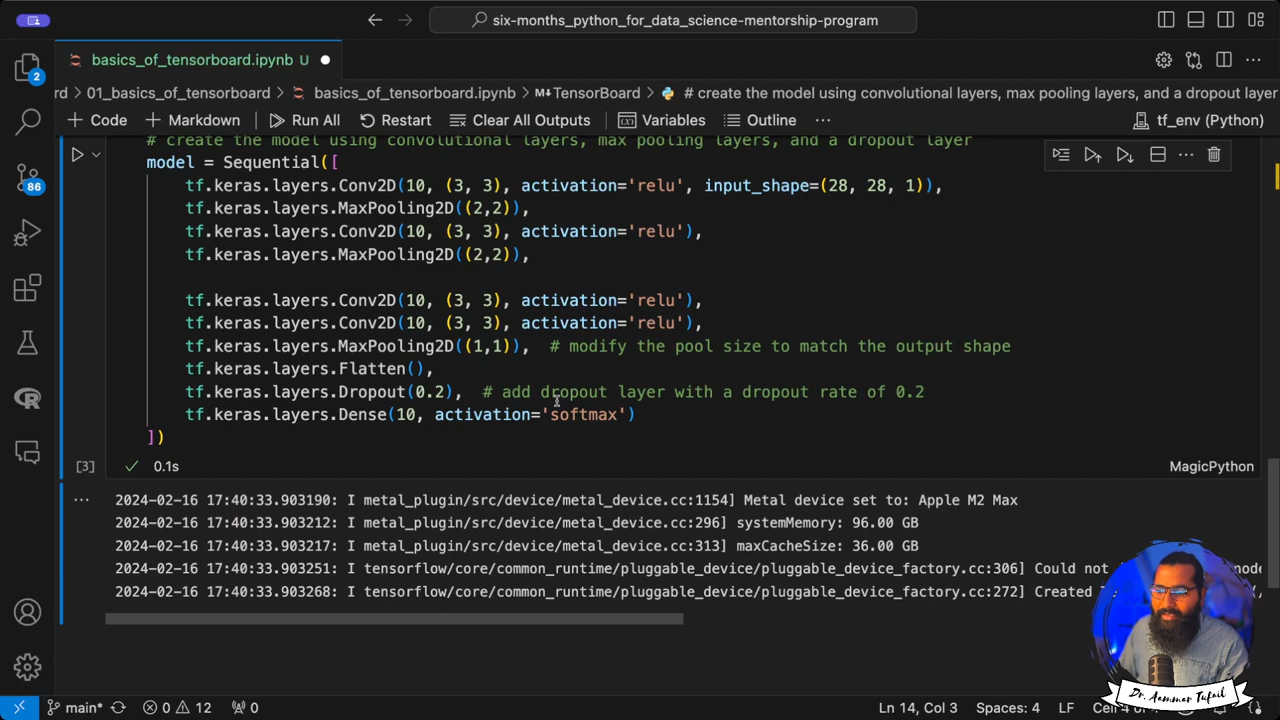 six-months_python_for_data_science-mentorship-program
basics_of_tensorboard.ipynb U
2
rd > 01_basics_of_tensorboard > basics_of_tensorboard.ipynb > M↓TensorBoard > # create the model using convolutional layers, max pooling layers, and a dropout layer
+ Code + Markdown Run All Restart Clear All Outputs Variables Outline ... tf_env (Python)
# create the model using convolutional layers, max pooling layers, and a dropout layer
model = Sequential([
86
tf.keras.layers.Conv2D(10, (3, 3), activation='relu', input_shape=(28, 28, 1)),
tf.keras.layers.MaxPooling2D((2,2)),
tf.keras.layers.Conv2D(10, (3, 3), activation='relu'),
tf.keras.layers.MaxPooling2D((2,2)),
tf.keras.layers.Conv2D(10, (3, 3), activation='relu'),
tf.keras.layers.Conv2D(10, (3, 3), activation='relu'),
tf.keras.layers.MaxPooling2D((1,1)), # modify the pool size to match the output shape
tf.keras.layers.Flatten(),
tf.keras.layers.Dropout(0.2), # add dropout layer with a dropout rate of 0.2
tf.keras.layers.Dense(10, activation='softmax')
])
[3] ✓ 0.1s MagicPython
... 2024-02-16 17:40:33.903190: I metal_plugin/src/device/metal_device.cc:1154] Metal device set to: Apple M2 Max
2024-02-16 17:40:33.903212: I metal_plugin/src/device/metal_device.cc:296] systemMemory: 96.00 GB
2024-02-16 17:40:33.903217: I metal_plugin/src/device/metal_device.cc:313] maxCacheSize: 36.00 GB
2024-02-16 17:40:33.903251: I tensorflow/core/common_runtime/pluggable_device/pluggable_device_factory.cc:306] Could not
2024-02-16 17:40:33.903268: I tensorflow/core/common_runtime/pluggable_device/pluggable_device_factory.cc:272] Created
Dr. Aammar Tufail
main* 0 12 0 Ln 14, Col 3 Spaces: 4 LF